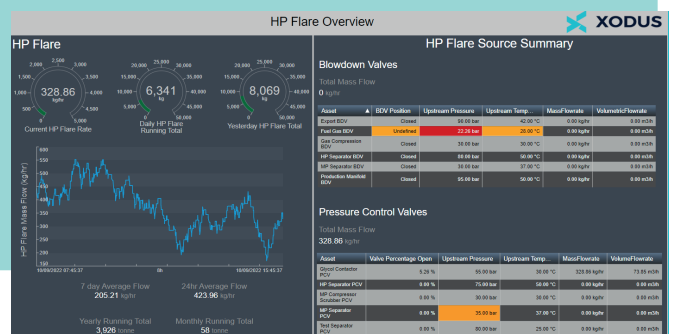 HP Flare Overview
XODUS
HP Flare
2,000 2,500 3,000
1,500 3,500
1,000 4,000
500
5,000
328.86
kg/hr
Current HP Flare Rate
20,000 25,000 30,000
15,000 35,000
10,000 40,000
5,000
50,000
6,341
kg
Daily HP Flare
Running Total
20,000 25,000 30,000
15,000 35,000
10,000 40,000
5,000
50,000
8,069
kg
Yesterday HP Flare Total
HP Flare Mass Flow (kg/hr)
600
550
500
450
400
350
300
250
200
150
16/09/2022 07.45.37
8h
16/09/2022 15.45.37
7 day Average Flow
205.21 kg/hr
24hr Average Flow
423.96 kg/hr
Yearly Running Total
3,926 tonne
Monthly Running Total
58 tonne
HP Flare Source Summary
Blowdown Valves
Total Mass Flow
0 kg/hr
Asset BDV Position Upstream Pressure Upstream Temp... MassFlowrate VolumetricFlowrate
Export BDV Closed 80.00 bar 42.00 °C 0.00 kg/hr 0.00 m3/h
Fuel Gas BDV Undefined 22.26 bar 28.00 °C 0.00 kg/hr 0.00 m3/h
Gas Compression BDV Closed 30.00 bar 30.00 °C 0.00 kg/hr 0.00 m3/h
HP Separator BDV Closed 80.00 bar 50.00 °C 0.00 kg/hr 0.00 m3/h
MP Separator BDV Closed 30.00 bar 37.00 °C 0.00 kg/hr 0.00 m3/h
Production Manifold BDV Closed 95.00 bar 50.00 °C 0.00 kg/hr 0.00 m3/h
Pressure Control Valves
Total Mass Flow
328.86 kg/hr
Asset Valve Percentage Open Upstream Pressure Upstream Temp... MassFlowrate VolumeFlowrate
Glycol Contactor PCV 5.26 % 55.00 bar 30.00 °C 328.86 kg/hr 73.85 m3/h
HP Separator PCV 0.00 % 75.00 bar 50.00 °C 0.00 kg/hr 0.00 m3/h
MP Compressor Scrubber PCV 0.00 % 30.00 bar 30.00 °C 0.00 kg/hr 0.00 m3/h
MP Separator PCV 0.00 % 35.00 bar 37.00 °C 0.00 kg/hr 0.00 m3/h
Test Separator PCV 0.00 % 80.00 bar 25.00 °C 0.00 kg/hr 0.00 m3/h